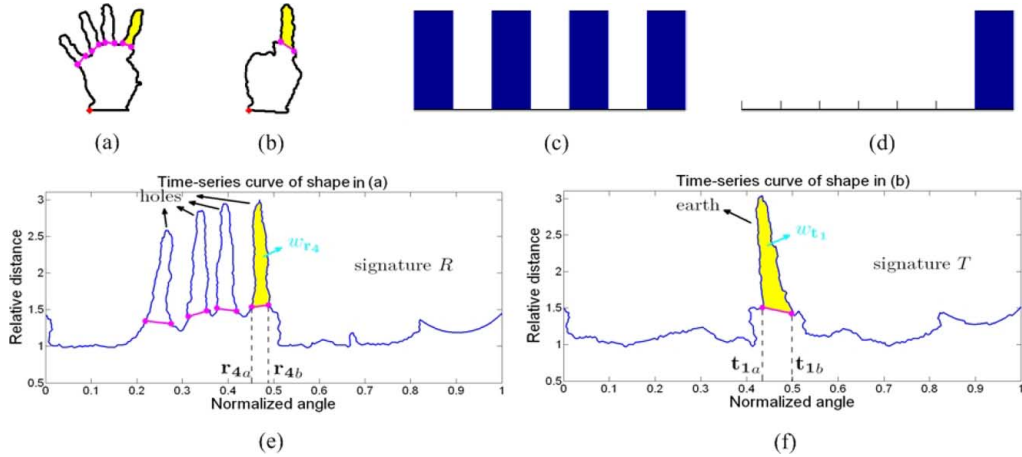 (a)
(b)
(c)
(d)
Time-series curve of shape in (a)
Relative distance
3
2.5
2
1.5
1
0.5
holes
w_r4
signature R
r4a
r4b
0 0.1 0.2 0.3 0.4 0.5 0.6 0.7 0.8 0.9 1
Normalized angle
(e)
Time-series curve of shape in (b)
Relative distance
3
2.5
2
1.5
1
0.5
earth
w_t1
signature T
t1a
t1b
0 0.1 0.2 0.3 0.4 0.5 0.6 0.7 0.8 0.9 1
Normalized angle
(f)